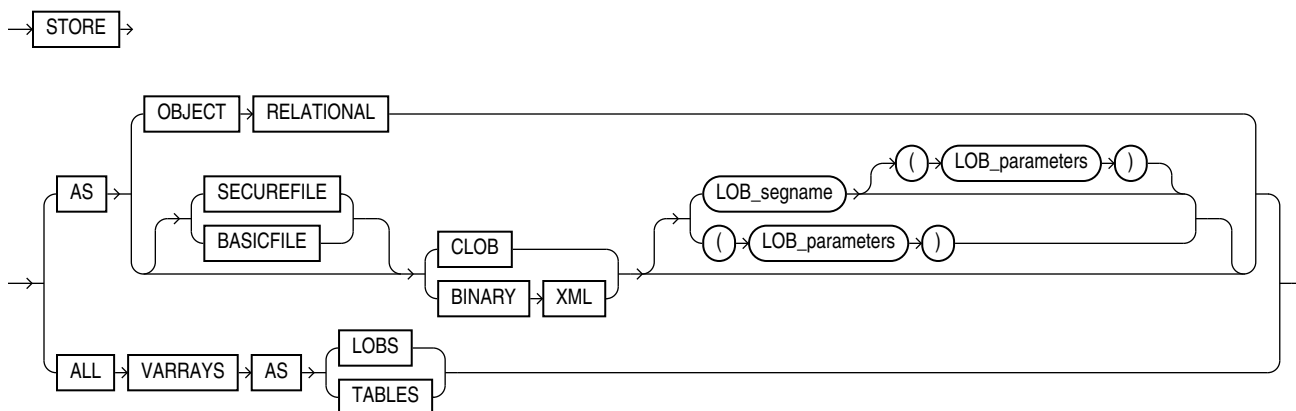 STORE
OBJECT RELATIONAL
( LOB_parameters )
AS SECUREFILE LOB_segname
BASICFILE ( LOB_parameters )
CLOB
BINARY XML
LOBS
ALL VARRAYS AS
TABLES